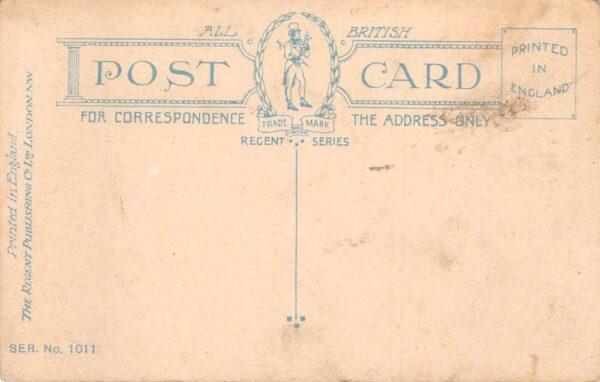 ALL BRITISH
POST CARD
PRINTED
IN
ENGLAND
FOR CORRESPONDENCE
THE ADDRESS ONLY
TRADE MARK
REGENT SERIES
Printed in England.
THE REGENT PUBLISHING Co LTD LONDON NW
SER. No. 1011.